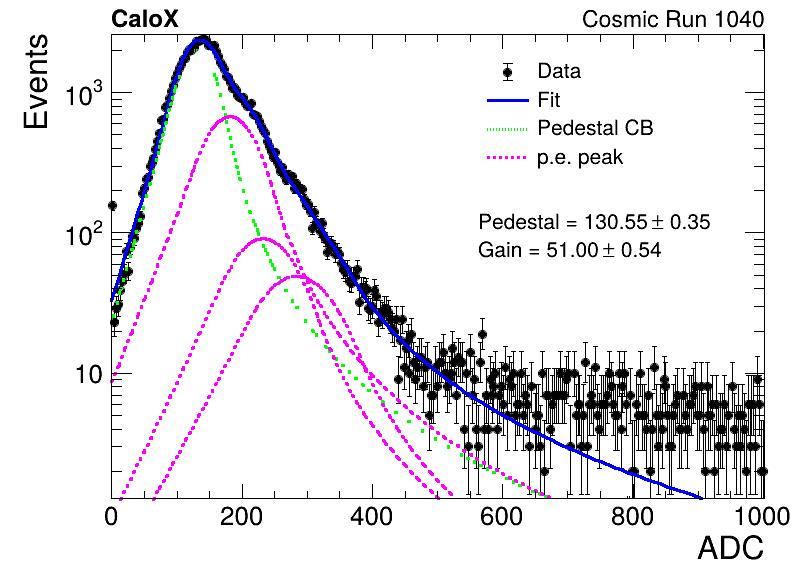 CaloX Cosmic Run 1040
Events
10³
10²
10
Data
Fit
Pedestal CB
p.e. peak
Pedestal = 130.55 ± 0.35
Gain = 51.00 ± 0.54
0 200 400 600 800 1000
ADC